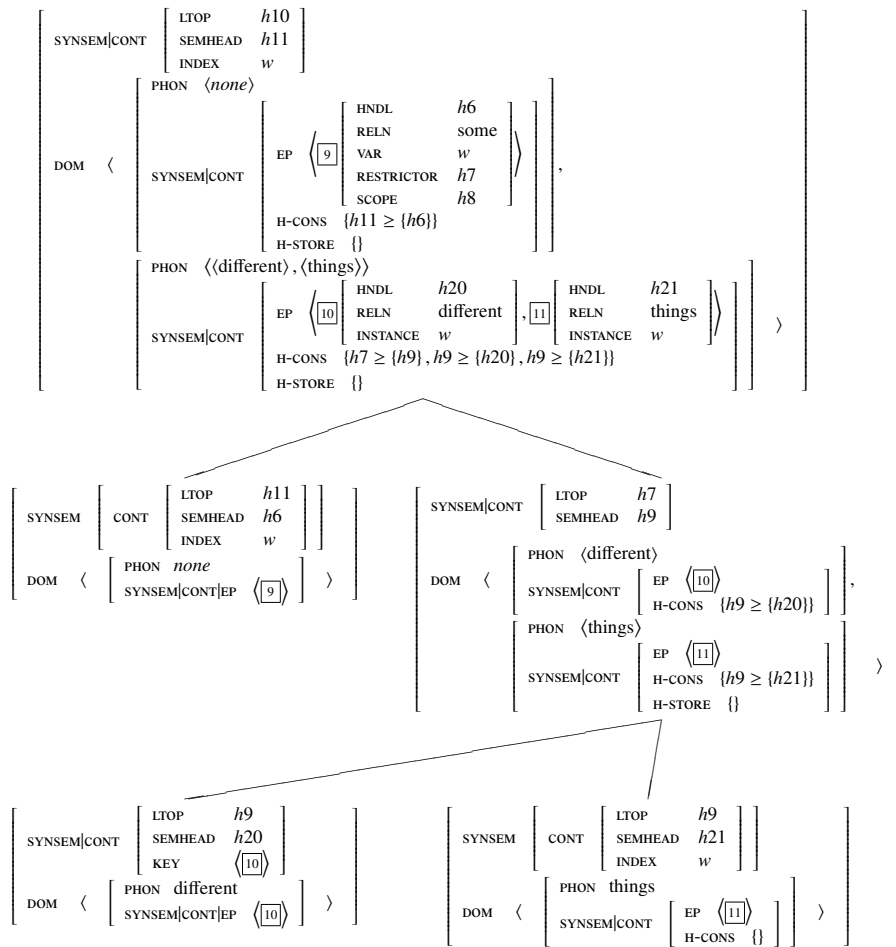 LTOP h10
SYNSEM|CONT SEMHEAD h11
INDEX w
PHON ⟨none⟩
HNDL h6
RELN some
EP ⟨ 9 VAR w ⟩
RESTRICTOR h7
SCOPE h8
DOM ⟨ SYNSEM|CONT ,
H-CONS {h11 ≥ {h6}}
H-STORE {}
PHON ⟨⟨different⟩, ⟨things⟩⟩
HNDL h20 HNDL h21
EP ⟨ 10 RELN different , 11 RELN things ⟩
INSTANCE w INSTANCE w
SYNSEM|CONT ⟩
H-CONS {h7 ≥ {h9}, h9 ≥ {h20}, h9 ≥ {h21}}
H-STORE {}
LTOP h11
SYNSEM CONT SEMHEAD h6
INDEX w
PHON none
DOM ⟨ SYNSEM|CONT|EP ⟨ 9 ⟩ ⟩
SYNSEM|CONT LTOP h7
SEMHEAD h9
PHON ⟨different⟩
DOM ⟨ SYNSEM|CONT EP ⟨ 10 ⟩ ,
H-CONS {h9 ≥ {h20}}
PHON ⟨things⟩
EP ⟨ 11 ⟩
SYNSEM|CONT H-CONS {h9 ≥ {h21}} ⟩
H-STORE {}
LTOP h9
SYNSEM|CONT SEMHEAD h20
KEY ⟨ 10 ⟩
PHON different
DOM ⟨ SYNSEM|CONT|EP ⟨ 10 ⟩ ⟩
LTOP h9
SYNSEM CONT SEMHEAD h21
INDEX w
PHON things
DOM ⟨ SYNSEM|CONT EP ⟨ 11 ⟩ ⟩
H-CONS {}